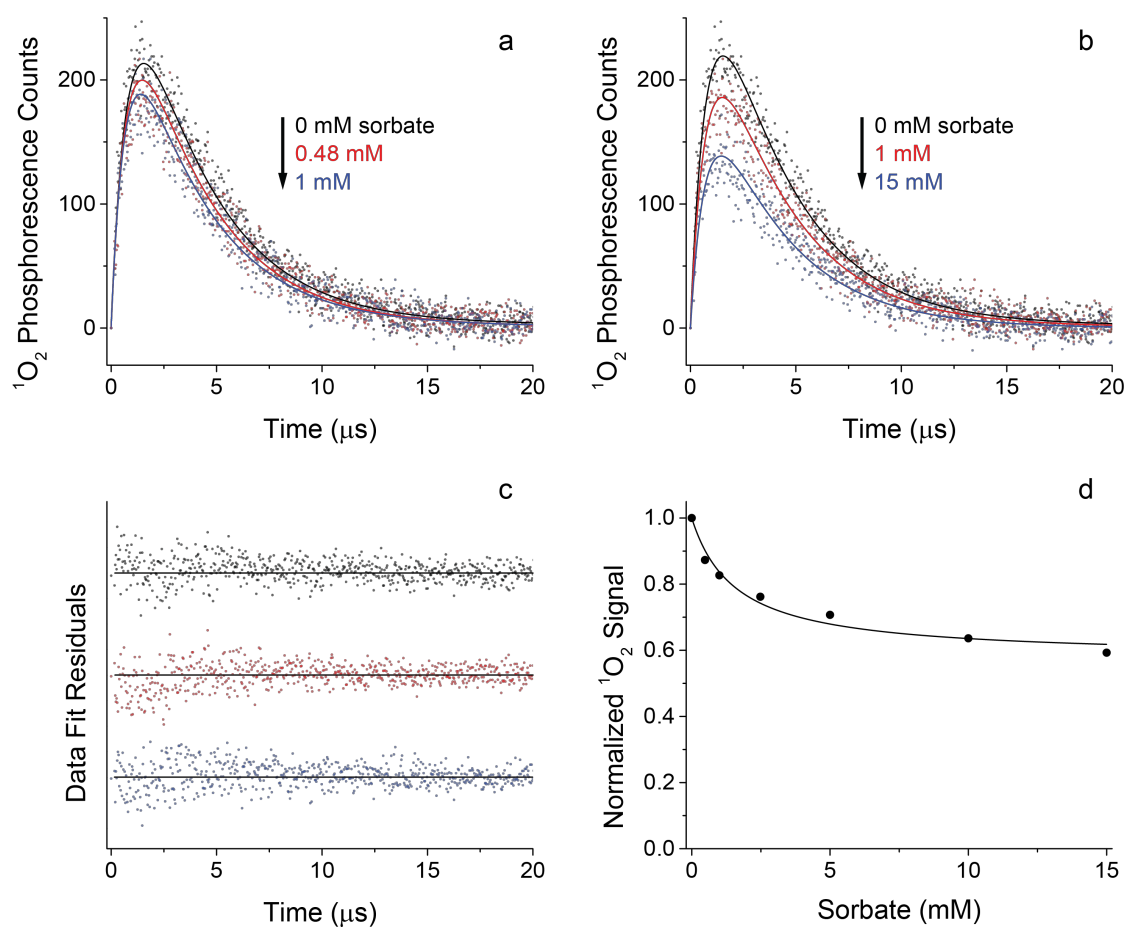 a
¹O₂ Phosphorescence Counts
200
100
0
0 mM sorbate
0.48 mM
1 mM
0 5 10 15 20
Time (μs)
b
¹O₂ Phosphorescence Counts
200
100
0
0 mM sorbate
1 mM
15 mM
0 5 10 15 20
Time (μs)
c
Data Fit Residuals
0 5 10 15 20
Time (μs)
d
Normalized ¹O₂ Signal
1.0
0.8
0.6
0.4
0.2
0.0
0 5 10 15
Sorbate (mM)